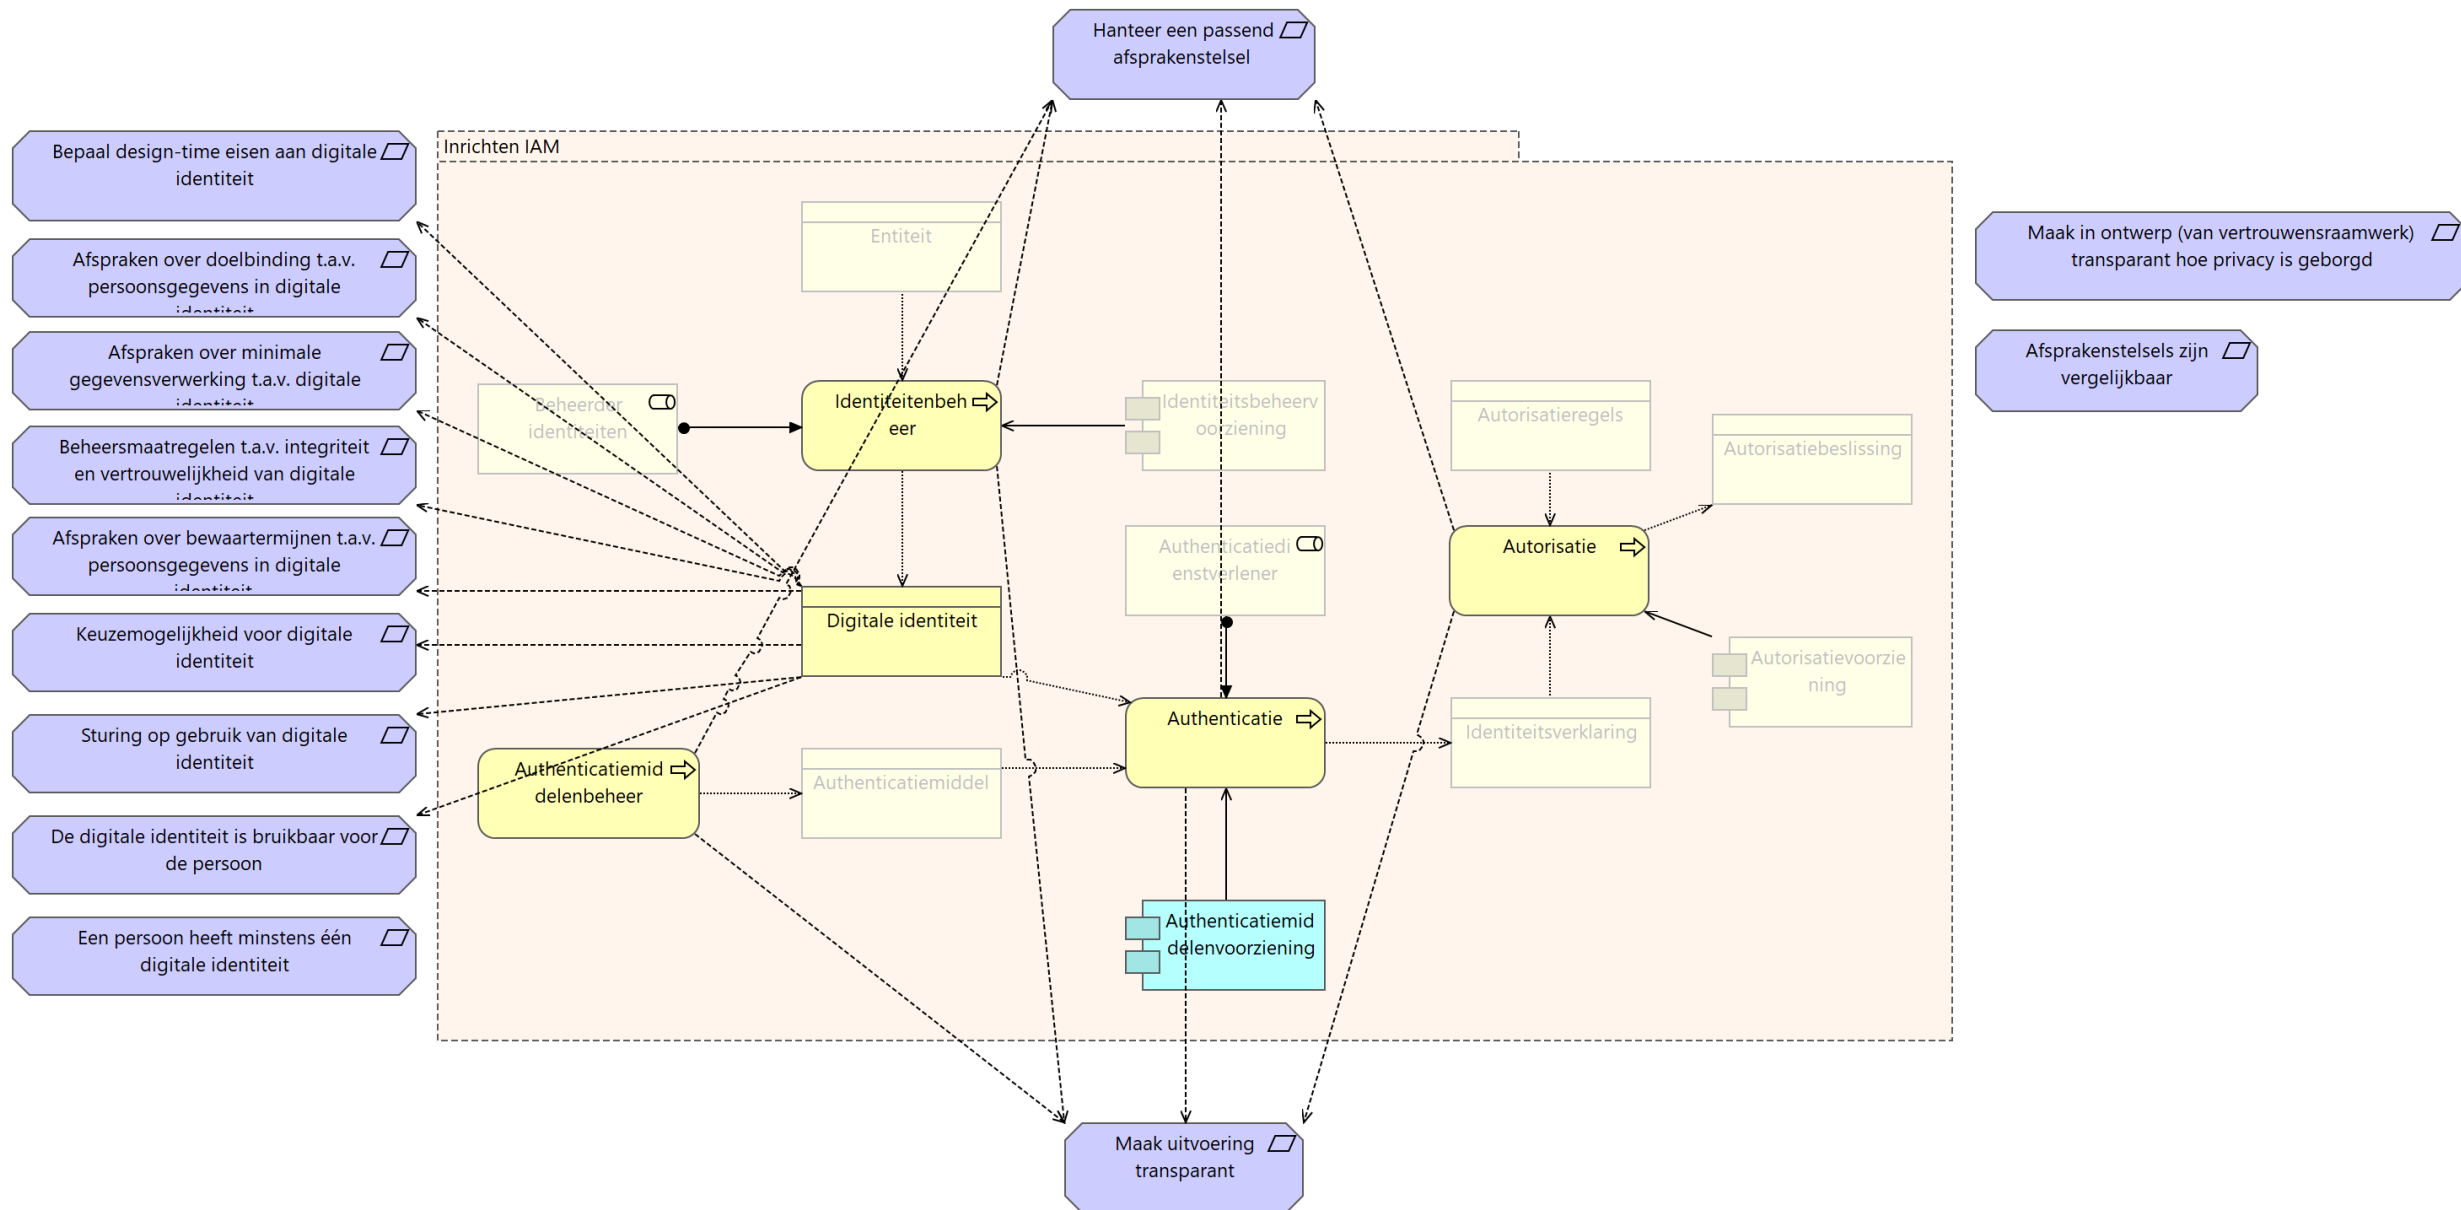 Hanteer een passend
afsprakenstelsel
Inrichten IAM
Bepaal design-time eisen aan digitale
identiteit
Afspraken over doelbinding t.a.v.
persoonsgegevens in digitale
identiteit
Afspraken over minimale
gegevensverwerking t.a.v. digitale
identiteit
Beheersmaatregelen t.a.v. integriteit
en vertrouwelijkheid van digitale
identiteit
Afspraken over bewaartermijnen t.a.v.
persoonsgegevens in digitale
identiteit
Keuzemogelijkheid voor digitale
identiteit
Sturing op gebruik van digitale
identiteit
De digitale identiteit is bruikbaar voor
de persoon
Een persoon heeft minstens één
digitale identiteit
Entiteit
Beheerder
identiteiten
Identiteitenbeh
eer
Identiteitsbeheerv
oorziening
Autorisatieregels
Autorisatiebeslissing
Authenticatiedi
enstverlener
Autorisatie
Digitale identiteit
Autorisatievoorzie
ning
Authenticatie
Identiteitsverklaring
Authenticatiemid
delenbeheer
Authenticatiemiddel
Authenticatiemid
delenvoorziening
Maak in ontwerp (van vertrouwensraamwerk)
transparant hoe privacy is geborgd
Afsprakenstelsels zijn
vergelijkbaar
Maak uitvoering
transparant